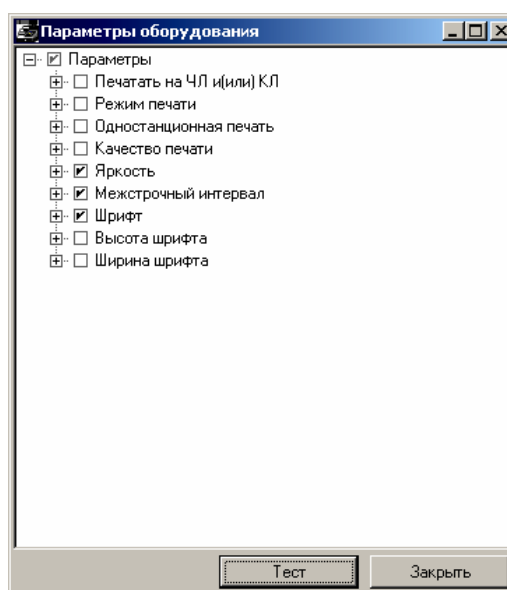 Параметры оборудования
Параметры
Печатать на ЧЛ и(или) КЛ
Режим печати
Одностанционная печать
Качество печати
Яркость
Межстрочный интервал
Шрифт
Высота шрифта
Ширина шрифта
Тест Закрыть